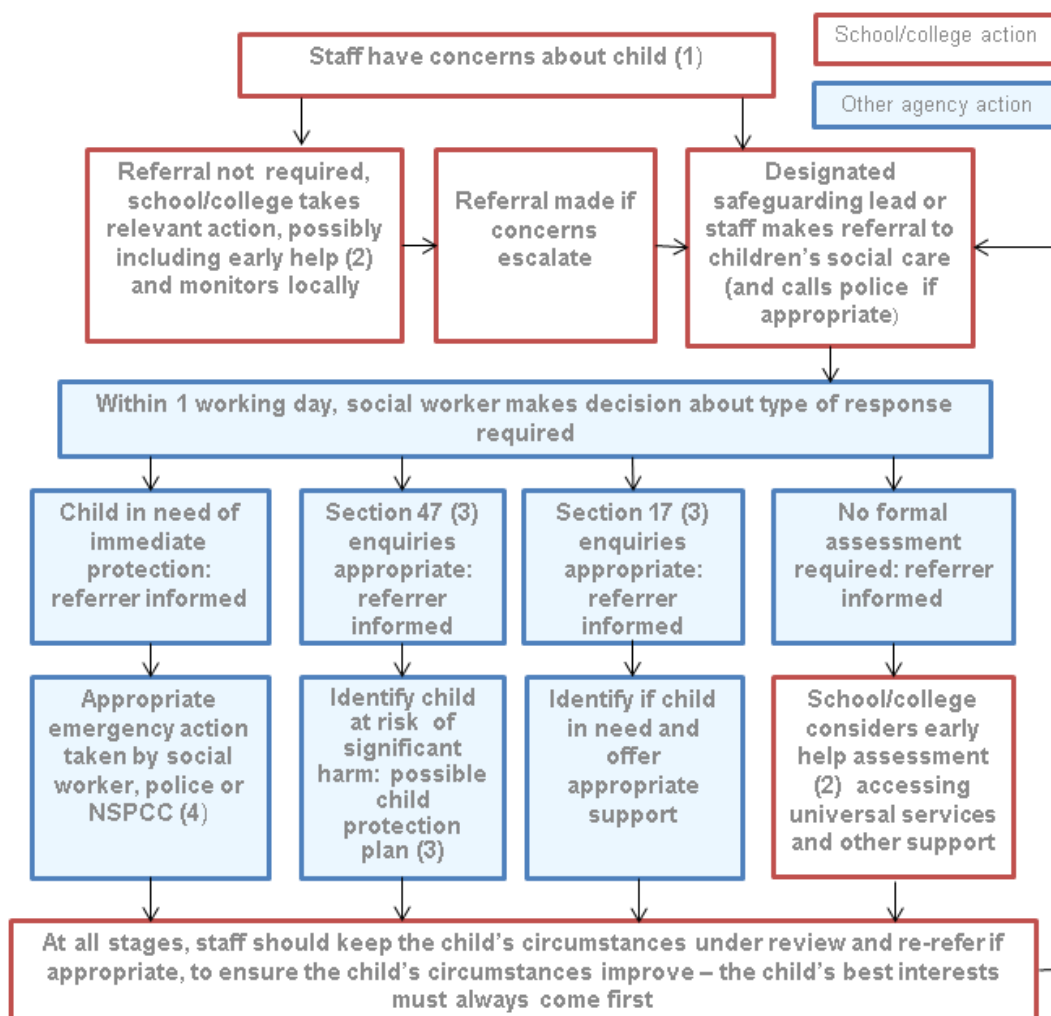 School/college action
Staff have concerns about child (1)
Other agency action
Referral not required,
school/college takes
relevant action, possibly
including early help (2)
and monitors locally
Referral made if
concerns
escalate
Designated
safeguarding lead or
staff makes referral to
children’s social care
(and calls police if
appropriate)
Within 1 working day, social worker makes decision about type of response
required
Child in need of
immediate
protection:
referrer informed
Section 47 (3)
enquiries
appropriate:
referrer
informed
Section 17 (3)
enquiries
appropriate:
referrer
informed
No formal
assessment
required: referrer
informed
Appropriate
emergency action
taken by social
worker, police or
NSPCC (4)
Identify child
at risk of
significant
harm: possible
child
protection
plan (3)
Identify if child
in need and
offer
appropriate
support
School/college
considers early
help assessment
(2) accessing
universal services
and other support
At all stages, staff should keep the child’s circumstances under review and re-refer if
appropriate, to ensure the child’s circumstances improve – the child’s best interests
must always come first